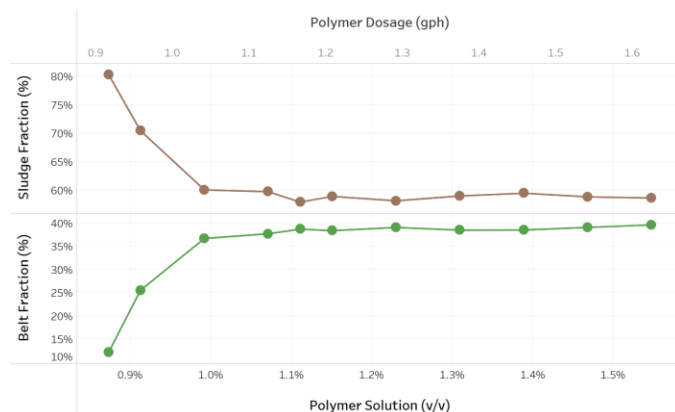 Polymer Dosage (gph)
0.9 1.0 1.1 1.2 1.3 1.4 1.5 1.6
Sludge Fraction (%)
80%
75%
70%
65%
60%
Belt Fraction (%)
40%
35%
30%
25%
20%
15%
10%
0.9% 1.0% 1.1% 1.2% 1.3% 1.4% 1.5%
Polymer Solution (v/v)